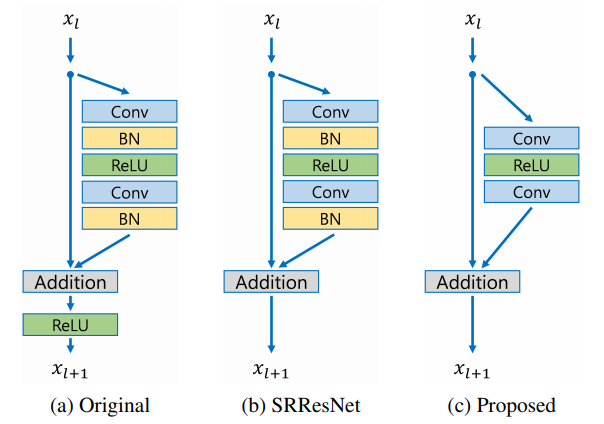 x_l
Conv
BN
ReLU
Conv
BN
Addition
ReLU
x_{l+1}
(a) Original
x_l
Conv
BN
ReLU
Conv
BN
Addition
x_{l+1}
(b) SRResNet
x_l
Conv
ReLU
Conv
Addition
x_{l+1}
(c) Proposed